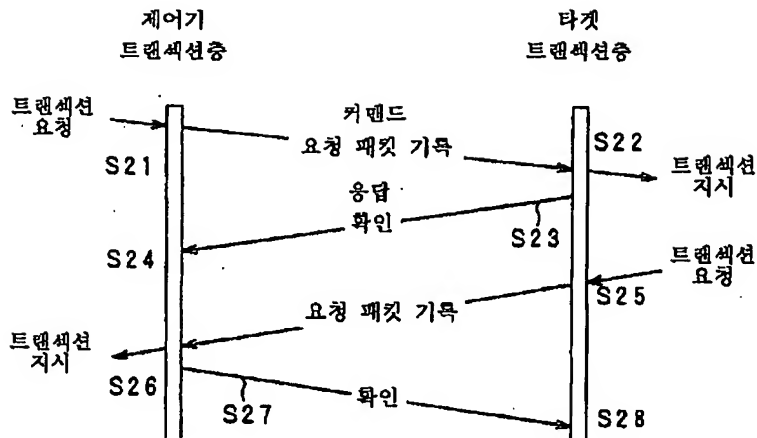 제어기
트랜섹션층
타겟
트랜섹션층
트랜섹션
요청
커맨드
요청 패킷 기록
S21
S22
트랜섹션
지시
응답
확인
S23
S24
트랜섹션
요청
S25
요청 패킷 기록
트랜섹션
지시
S26
S27
확인
S28